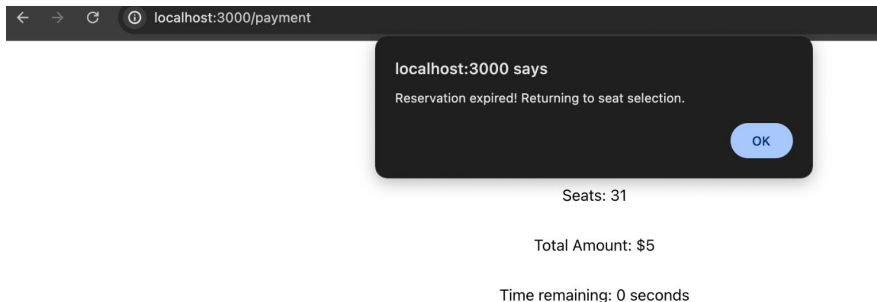 localhost:3000/payment
localhost:3000 says
Reservation expired! Returning to seat selection.
OK
Seats: 31
Total Amount: $5
Time remaining: 0 seconds